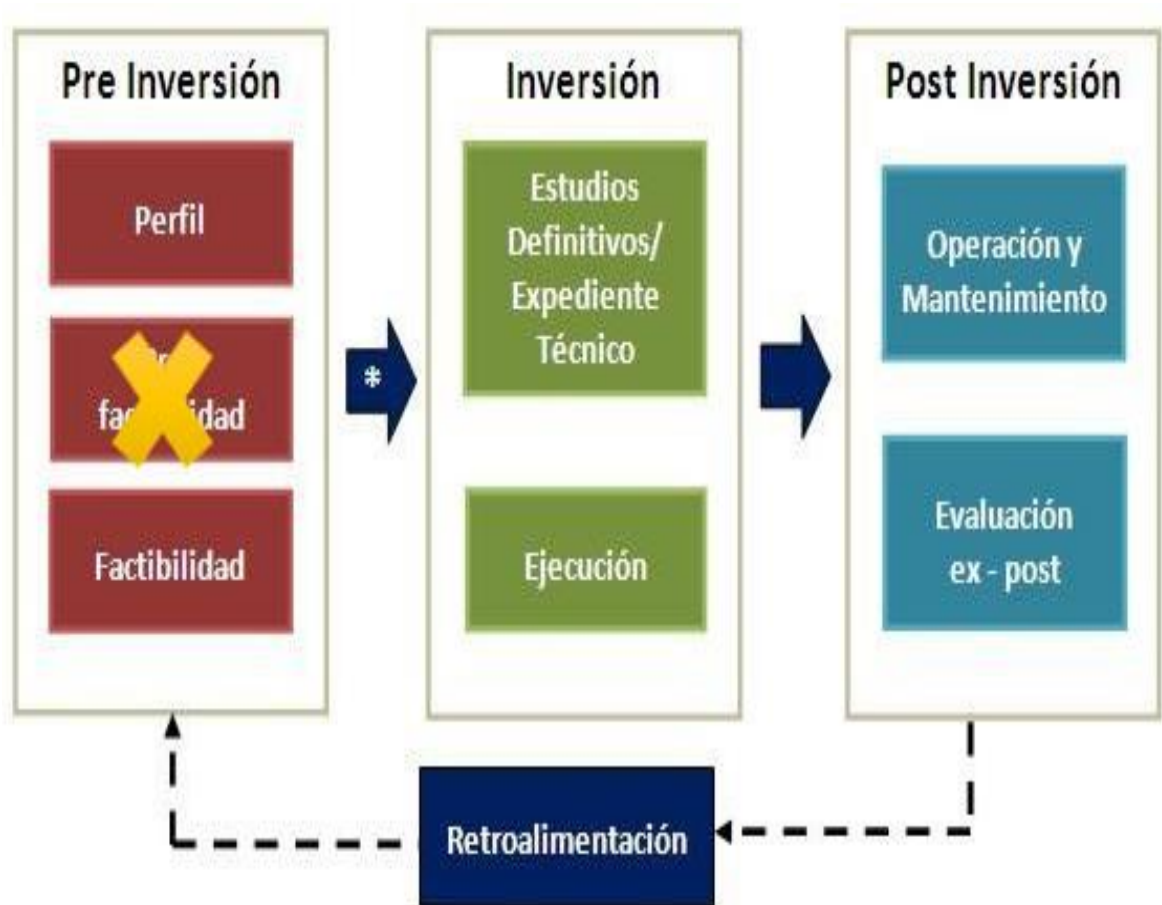 Pre Inversión
Perfil
Factibilidad
*
Inversión
Estudios
Definitivos/
Expediente
Técnico
Ejecución
Post Inversión
Operación y
Mantenimiento
Evaluación
ex - post
Retroalimentación